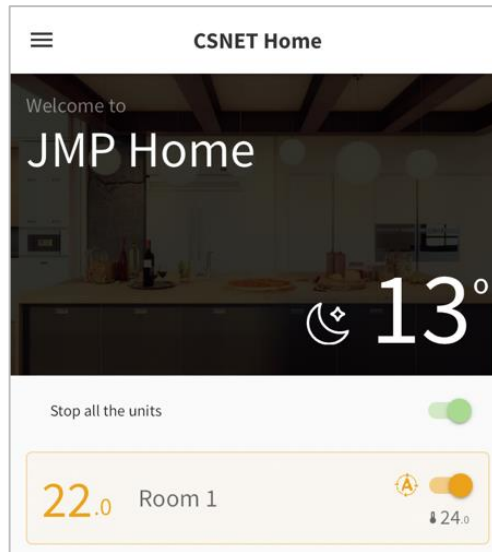 CSNET Home
Welcome to
JMP Home
13°
Stop all the units
22.0 Room 1
A
24.0